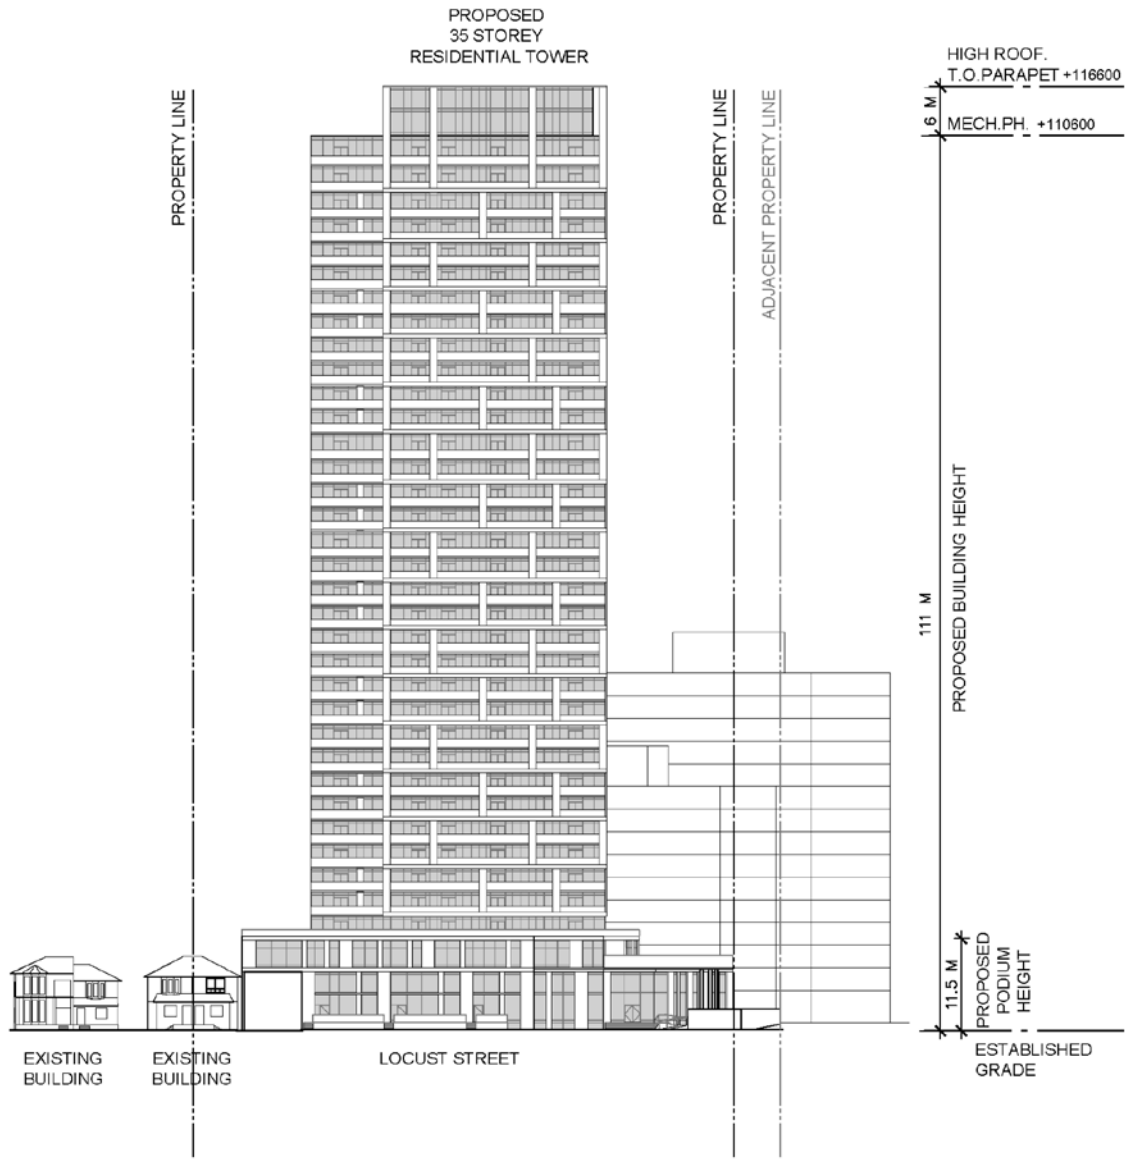 PROPOSED
35 STOREY
RESIDENTIAL TOWER
HIGH ROOF.
T.O.PARAPET +116600
6 M
MECH.PH. +110600
PROPERTY LINE
PROPERTY LINE
ADJACENT PROPERTY LINE
111 M
PROPOSED BUILDING HEIGHT
11.5 M
PROPOSED
PODIUM
HEIGHT
EXISTING
BUILDING
EXISTING
BUILDING
LOCUST STREET
ESTABLISHED
GRADE